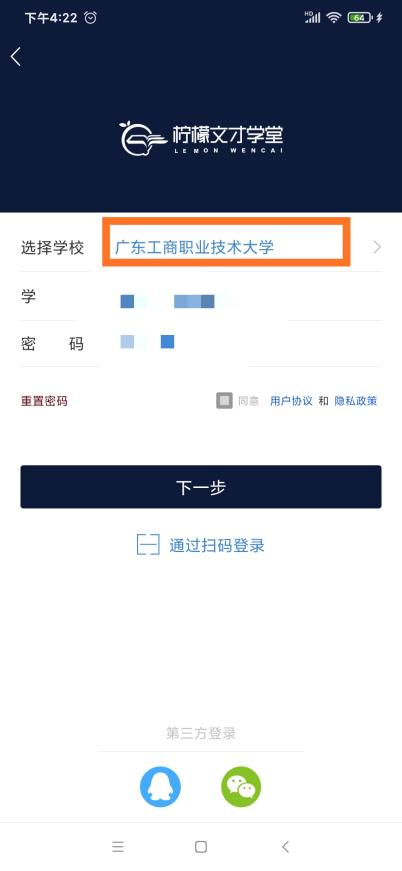 下午4:22
HD
64
柠檬文才学堂
LEMON WENCAI
选择学校 广东工商职业技术大学
学
密 码
重置密码 同意 用户协议 和 隐私政策
下一步
通过扫码登录
第三方登录